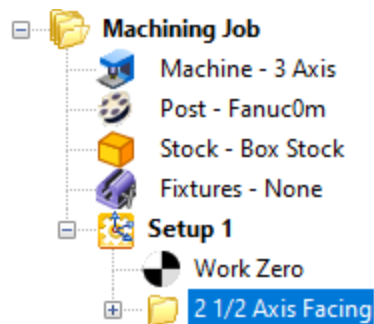 Machining Job
Machine - 3 Axis
Post - Fanuc0m
Stock - Box Stock
Fixtures - None
Setup 1
Work Zero
2 1/2 Axis Facing